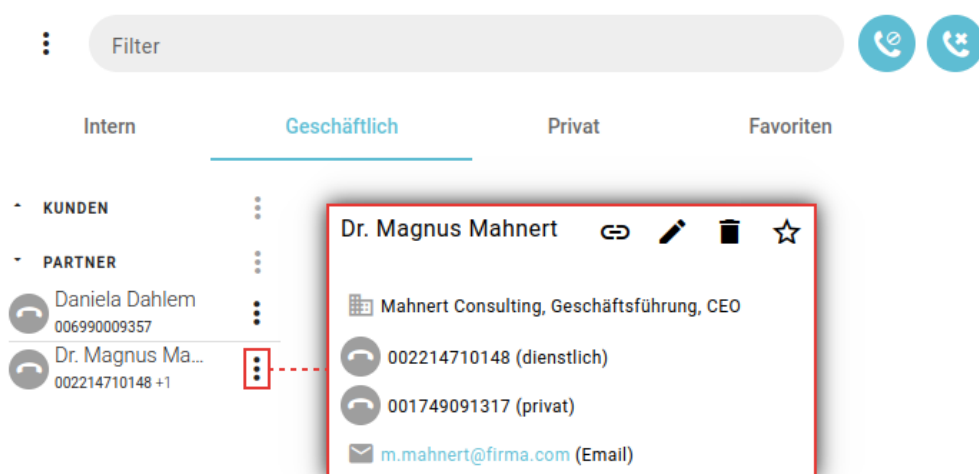 Filter
Intern Geschäftlich Privat Favoriten
KUNDEN
PARTNER
Daniela Dahlem
006990009357
Dr. Magnus Ma...
002214710148 +1
Dr. Magnus Mahnert
Mahnert Consulting, Geschäftsführung, CEO
002214710148 (dienstlich)
001749091317 (privat)
m.mahnert@firma.com (Email)